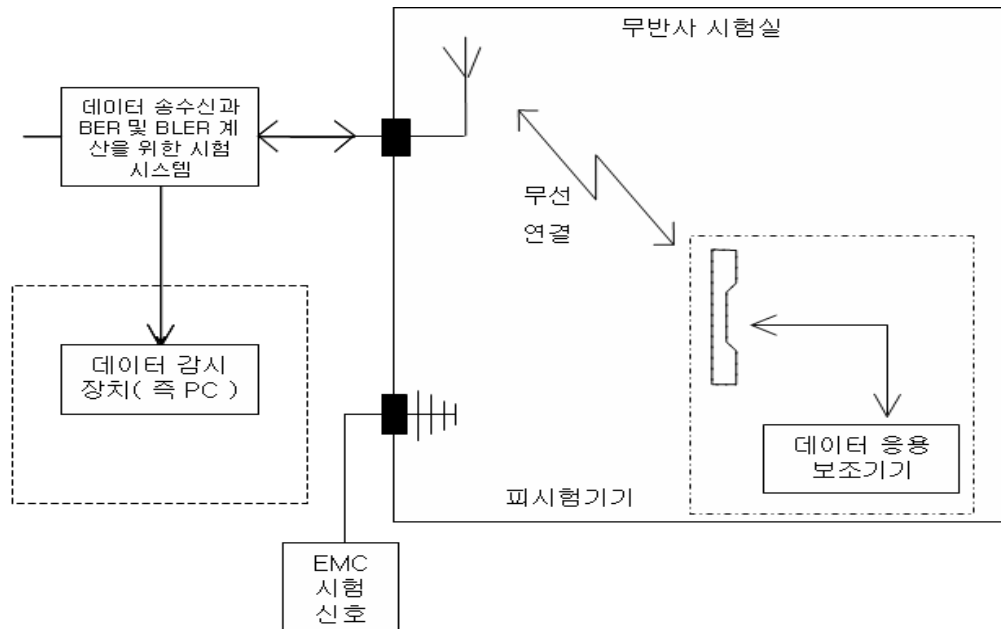 무반사 시험실
데이터 송수신과
BER 및 BLER 계
산을 위한 시험
시스템
무선
연결
데이터 감시
장치( 즉 PC )
데이터 응용
보조기기
피시험기기
EMC
시험
신호